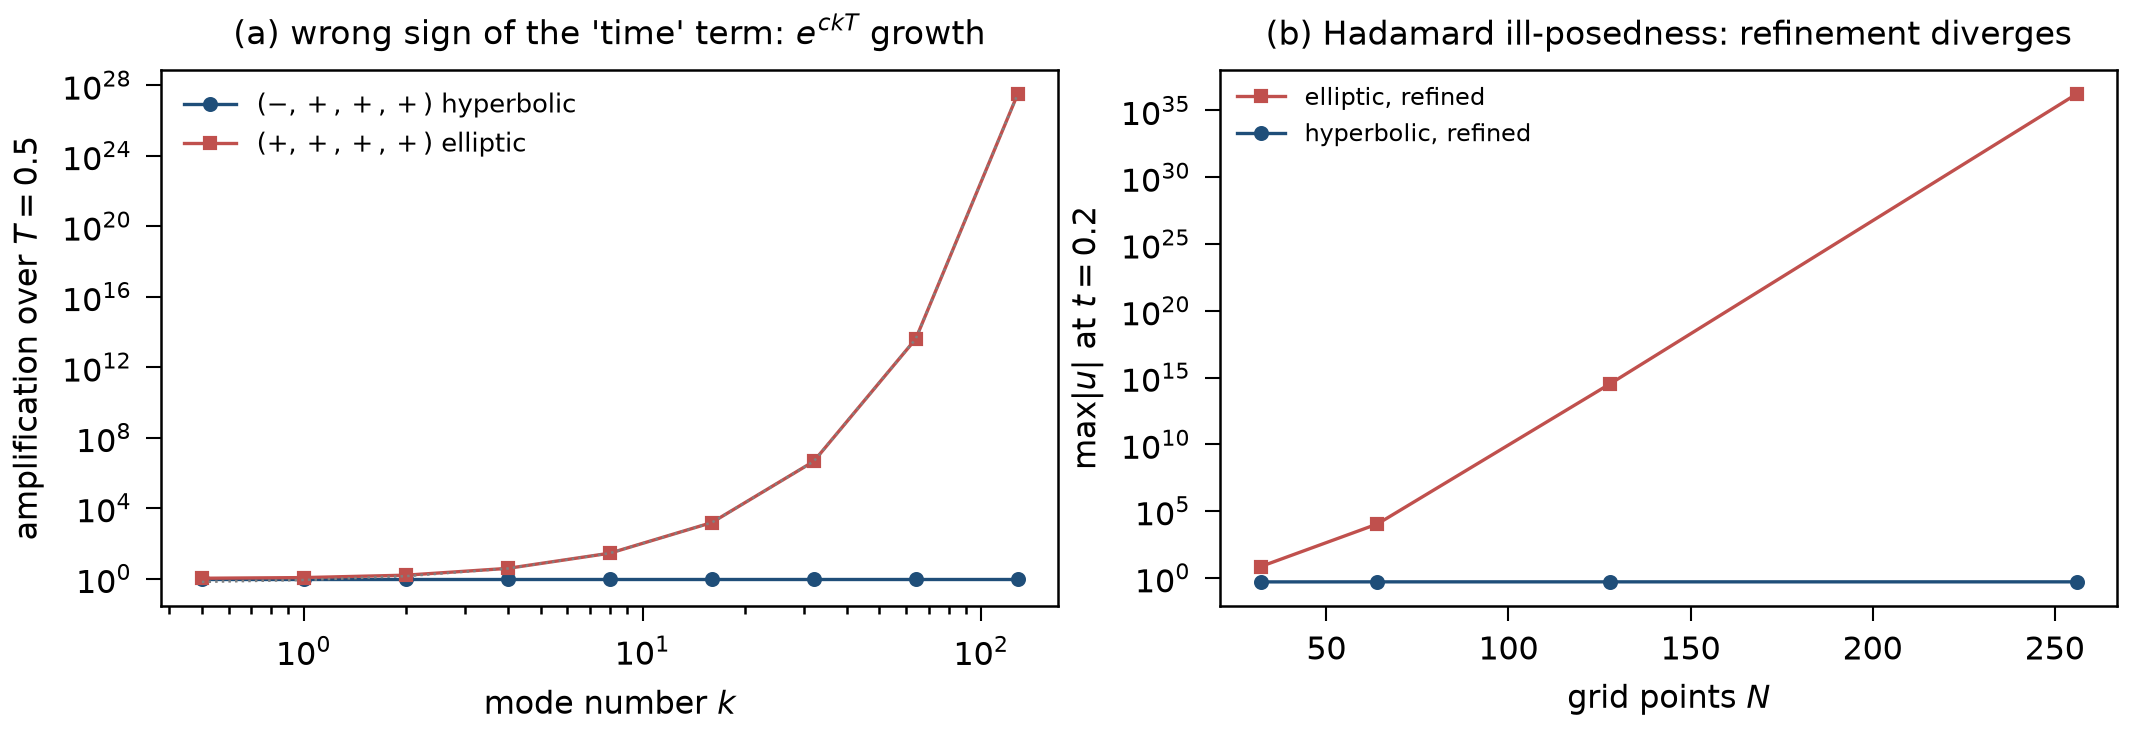 (a) wrong sign of the 'time' term: $e^{ckT}$ growth
amplification over $T = 0.5$
$10^{28}$
$10^{24}$
$10^{20}$
$10^{16}$
$10^{12}$
$10^{8}$
$10^{4}$
$10^{0}$
(−, +, +, +) hyperbolic
(+, +, +, +) elliptic
$10^{0}$ $10^{1}$ $10^{2}$
mode number $k$
(b) Hadamard ill-posedness: refinement diverges
max|$u$| at $t = 0.2$
$10^{35}$
$10^{30}$
$10^{25}$
$10^{20}$
$10^{15}$
$10^{10}$
$10^{5}$
$10^{0}$
elliptic, refined
hyperbolic, refined
50 100 150 200 250
grid points $N$